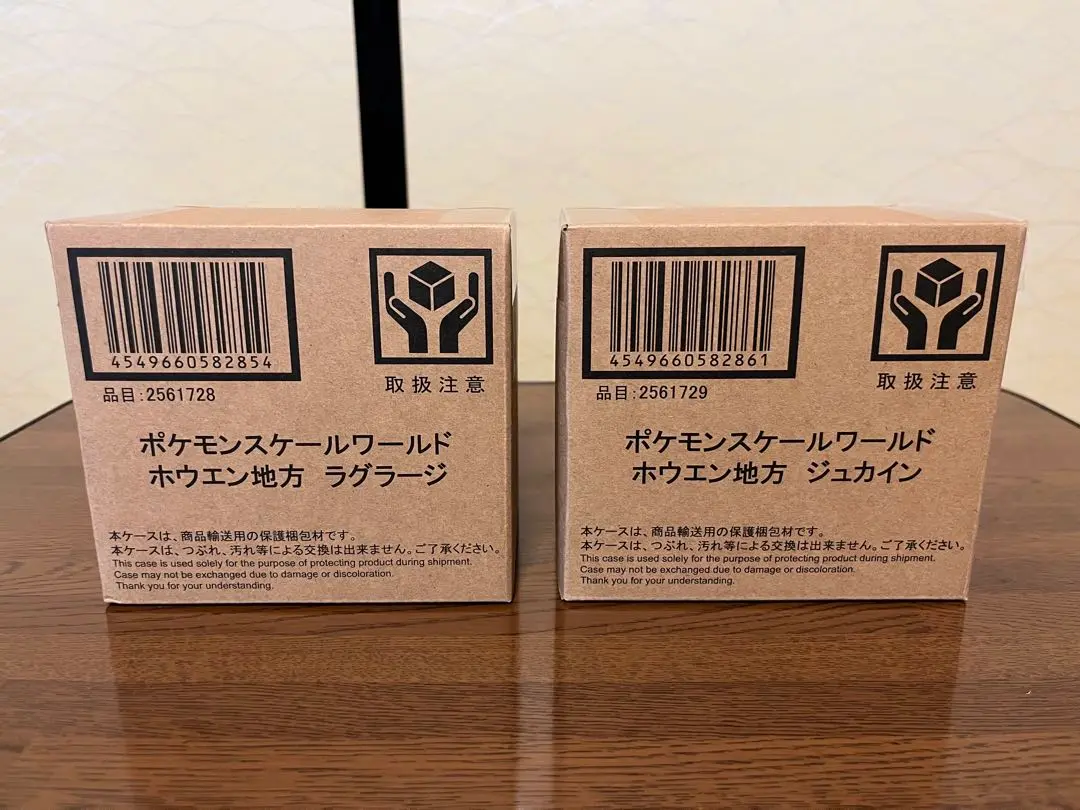 4549660582854
取扱注意
品目:2561728
ポケモンスケールワールド
ホウエン地方 ラグラージ
本ケースは、商品輸送用の保護梱包材です。
本ケースは、つぶれ、汚れ等による交換は出来ません。ご了承ください。
This case is used solely for the purpose of protecting product during shipment.
Case may not be exchanged due to damage or discoloration.
Thank you for your understanding.
4549660582861
取扱注意
品目:2561729
ポケモンスケールワールド
ホウエン地方 ジュカイン
本ケースは、商品輸送用の保護梱包材です。
本ケースは、つぶれ、汚れ等による交換は出来ません。ご了承ください。
This case is used solely for the purpose of protecting product during shipment.
Case may not be exchanged due to damage or discoloration.
Thank you for your understanding.